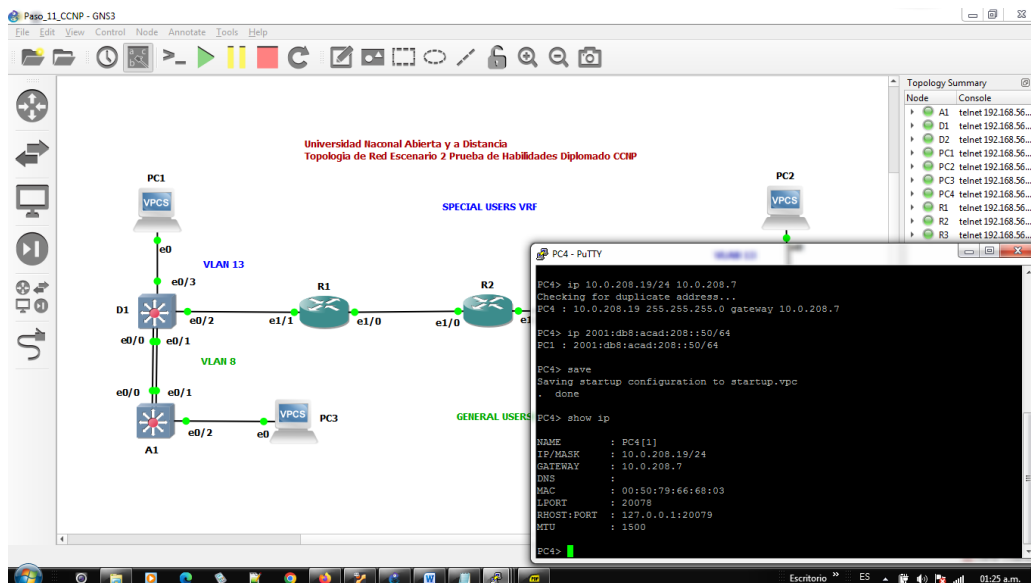 Paso_11_CCNP - GNS3
File Edit View Control Node Annotate Tools Help
Topology Summary
Node Console
A1 telnet 192.168.56...
D1 telnet 192.168.56...
D2 telnet 192.168.56...
PC1 telnet 192.168.56...
PC2 telnet 192.168.56...
PC3 telnet 192.168.56...
PC4 telnet 192.168.56...
R1 telnet 192.168.56...
R2 telnet 192.168.56...
R3 telnet 192.168.56...
Universidad Naconal Abierta y a Distancia
Topologia de Red Escenario 2 Prueba de Habilidades Diplomado CCNP
PC1
VPCS
PC2
VPCS
SPECIAL USERS VRF
e0
VLAN 13
e0/3
D1
e0/2
e1/1
R1
e1/0
e1/0
R2
e0/0
e0/1
VLAN 8
e0/0
e0/1
A1
e0/2
e0
VPCS
PC3
GENERAL USERS
VLAN 13
PC4 - PuTTY
PC4> ip 10.0.208.19/24 10.0.208.7
Checking for duplicate address...
PC4 : 10.0.208.19 255.255.255.0 gateway 10.0.208.7
PC4> ip 2001:db8:acad:208::50/64
PC1 : 2001:db8:acad:208::50/64
PC4> save
Saving startup configuration to startup.vpc
. done
PC4> show ip
NAME : PC4[1]
IP/MASK : 10.0.208.19/24
GATEWAY : 10.0.208.7
DNS :
MAC : 00:50:79:66:68:03
LPORT : 20078
RHOST:PORT : 127.0.0.1:20079
MTU : 1500
PC4>
Escritorio » ES 01:25 a.m.